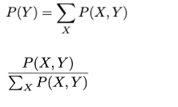 P(Y) = ∑_X P(X, Y)
P(X, Y)
∑_X P(X, Y)